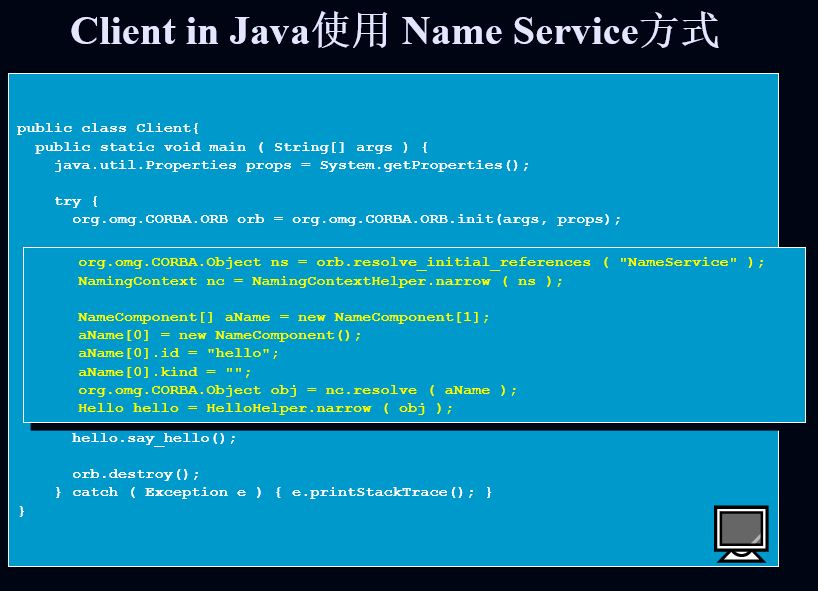 Client in Java使用 Name Service方式
public class Client{
public static void main ( String[] args ) {
java.util.Properties props = System.getProperties();
try {
org.omg.CORBA.ORB orb = org.omg.CORBA.ORB.init(args, props);
org.omg.CORBA.Object ns = orb.resolve_initial_references ( "NameService" );
NamingContext nc = NamingContextHelper.narrow ( ns );
NameComponent[] aName = new NameComponent[1];
aName[0] = new NameComponent();
aName[0].id = "hello";
aName[0].kind = "";
org.omg.CORBA.Object obj = nc.resolve ( aName );
Hello hello = HelloHelper.narrow ( obj );
hello.say_hello();
orb.destroy();
} catch ( Exception e ) { e.printStackTrace(); }
}